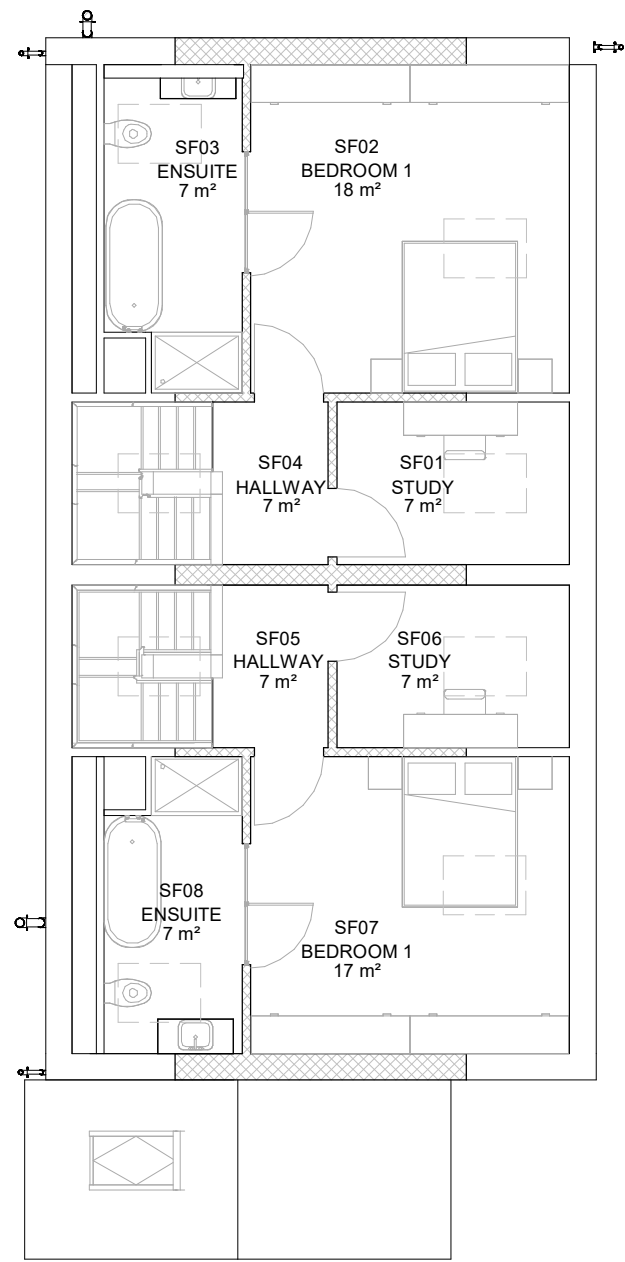 SF03
ENSUITE
7 m²
SF02
BEDROOM 1
18 m²
SF04
HALLWAY
7 m²
SF01
STUDY
7 m²
SF05
HALLWAY
7 m²
SF06
STUDY
7 m²
SF08
ENSUITE
7 m²
SF07
BEDROOM 1
17 m²